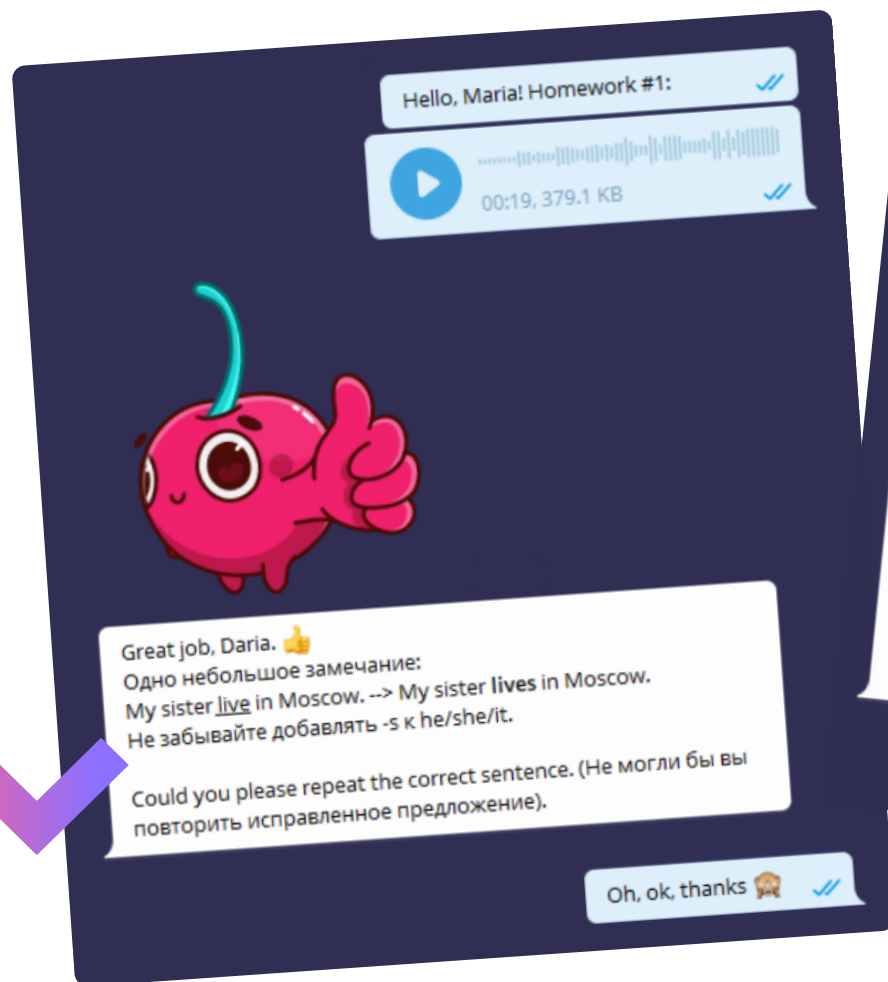 Hello, Maria! Homework #1:
00:19, 379.1 KB
Great job, Daria. 👍
Одно небольшое замечание:
My sister live in Moscow. --> My sister lives in Moscow.
Не забывайте добавлять -s к he/she/it.
Could you please repeat the correct sentence. (Не могли бы вы
повторить исправленное предложение).
Oh, ok, thanks 🙈